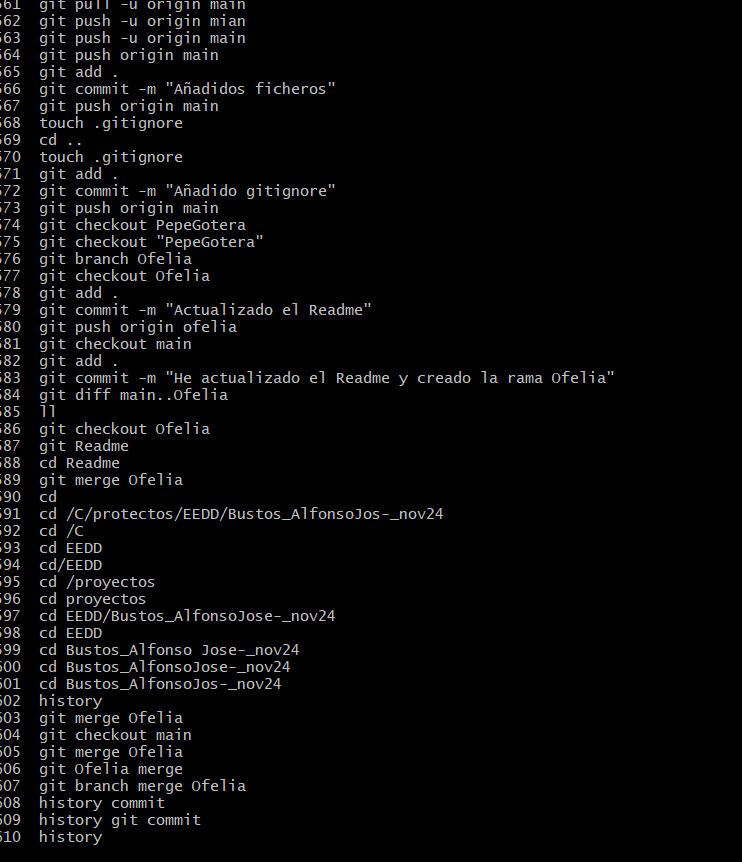 561 git pull -u origin main
562 git push -u origin mian
563 git push -u origin main
564 git push origin main
565 git add .
566 git commit -m "Añadidos ficheros"
567 git push origin main
568 touch .gitignore
569 cd ..
570 touch .gitignore
571 git add .
572 git commit -m "Añadido gitignore"
573 git push origin main
574 git checkout PepeGotera
575 git checkout "PepeGotera"
576 git branch Ofelia
577 git checkout Ofelia
578 git add .
579 git commit -m "Actualizado el Readme"
580 git push origin ofelia
581 git checkout main
582 git add .
583 git commit -m "He actualizado el Readme y creado la rama Ofelia"
584 git diff main..Ofelia
585 ll
586 git checkout Ofelia
587 git Readme
588 cd Readme
589 git merge Ofelia
590 cd
591 cd /C/protectos/EEDD/Bustos_AlfonsoJos-_nov24
592 cd /C
593 cd EEDD
594 cd/EEDD
595 cd /proyectos
596 cd proyectos
597 cd EEDD/Bustos_AlfonsoJose-_nov24
598 cd EEDD
599 cd Bustos_Alfonso Jose-_nov24
600 cd Bustos_AlfonsoJose-_nov24
601 cd Bustos_AlfonsoJos-_nov24
602 history
603 git merge Ofelia
604 git checkout main
605 git merge Ofelia
606 git Ofelia merge
607 git branch merge Ofelia
608 history commit
609 history git commit
610 history